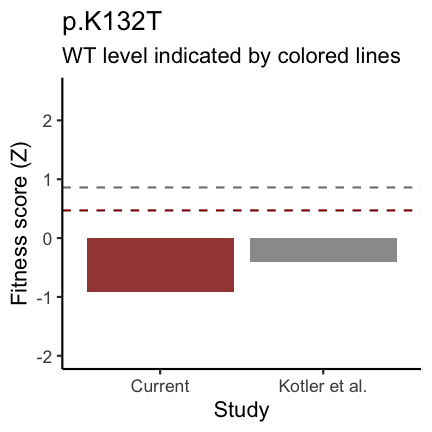 p.K132T
WT level indicated by colored lines
Fitness score (Z)
2
1
0
-1
-2
Current
Kotler et al.
Study